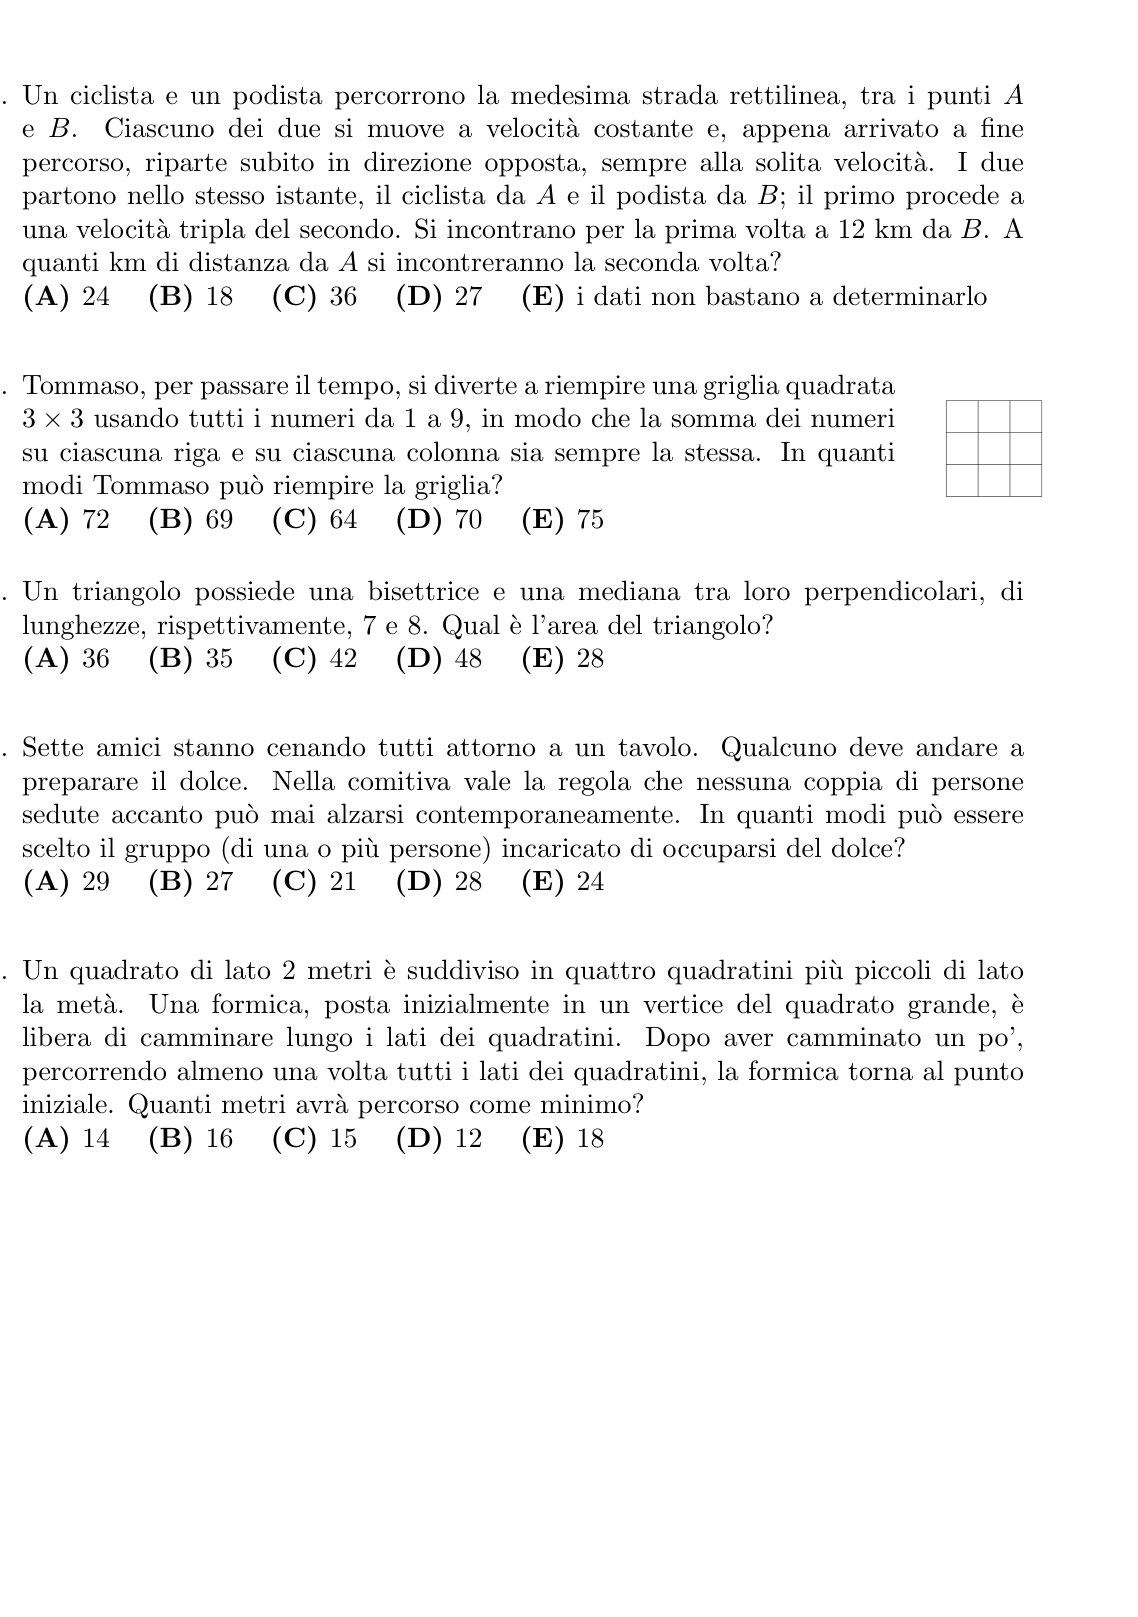 . Un ciclista e un podista percorrono la medesima strada rettilinea, tra i punti A
e B. Ciascuno dei due si muove a velocità costante e, appena arrivato a fine
percorso, riparte subito in direzione opposta, sempre alla solita velocità. I due
partono nello stesso istante, il ciclista da A e il podista da B; il primo procede a
una velocità tripla del secondo. Si incontrano per la prima volta a 12 km da B. A
quanti km di distanza da A si incontreranno la seconda volta?
(A) 24 (B) 18 (C) 36 (D) 27 (E) i dati non bastano a determinarlo
. Tommaso, per passare il tempo, si diverte a riempire una griglia quadrata
3 × 3 usando tutti i numeri da 1 a 9, in modo che la somma dei numeri
su ciascuna riga e su ciascuna colonna sia sempre la stessa. In quanti
modi Tommaso può riempire la griglia?
(A) 72 (B) 69 (C) 64 (D) 70 (E) 75
. Un triangolo possiede una bisettrice e una mediana tra loro perpendicolari, di
lunghezze, rispettivamente, 7 e 8. Qual è l'area del triangolo?
(A) 36 (B) 35 (C) 42 (D) 48 (E) 28
. Sette amici stanno cenando tutti attorno a un tavolo. Qualcuno deve andare a
preparare il dolce. Nella comitiva vale la regola che nessuna coppia di persone
sedute accanto può mai alzarsi contemporaneamente. In quanti modi può essere
scelto il gruppo (di una o più persone) incaricato di occuparsi del dolce?
(A) 29 (B) 27 (C) 21 (D) 28 (E) 24
. Un quadrato di lato 2 metri è suddiviso in quattro quadratini più piccoli di lato
la metà. Una formica, posta inizialmente in un vertice del quadrato grande, è
libera di camminare lungo i lati dei quadratini. Dopo aver camminato un po',
percorrendo almeno una volta tutti i lati dei quadratini, la formica torna al punto
iniziale. Quanti metri avrà percorso come minimo?
(A) 14 (B) 16 (C) 15 (D) 12 (E) 18